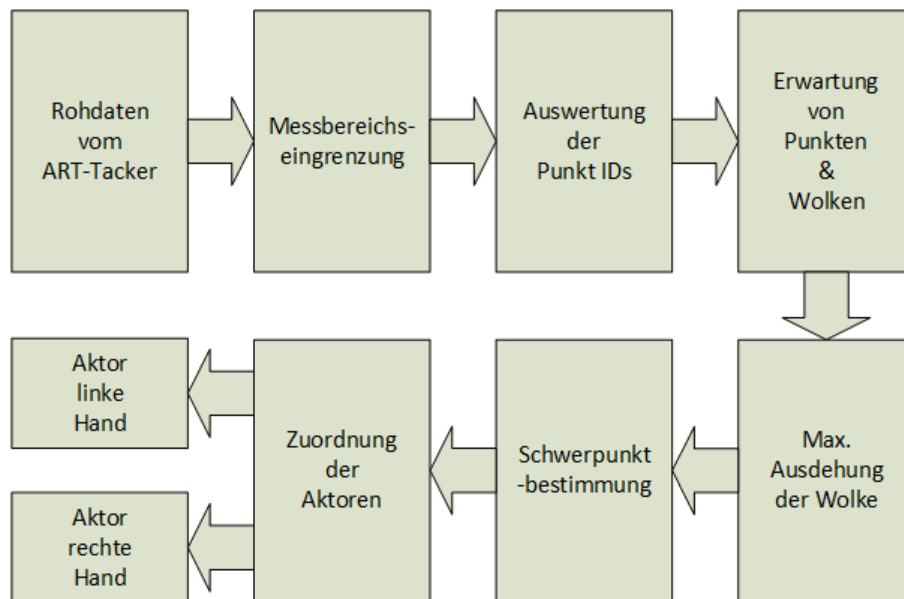 Rohdaten
vom
ART-Tacker
Messbereichs-
eingrenzung
Auswertung
der
Punkt IDs
Erwartung
von
Punkten
&
Wolken
Max.
Ausdehung
der Wolke
Schwerpunkt
-bestimmung
Zuordnung
der
Aktoren
Aktor
linke
Hand
Aktor
rechte
Hand